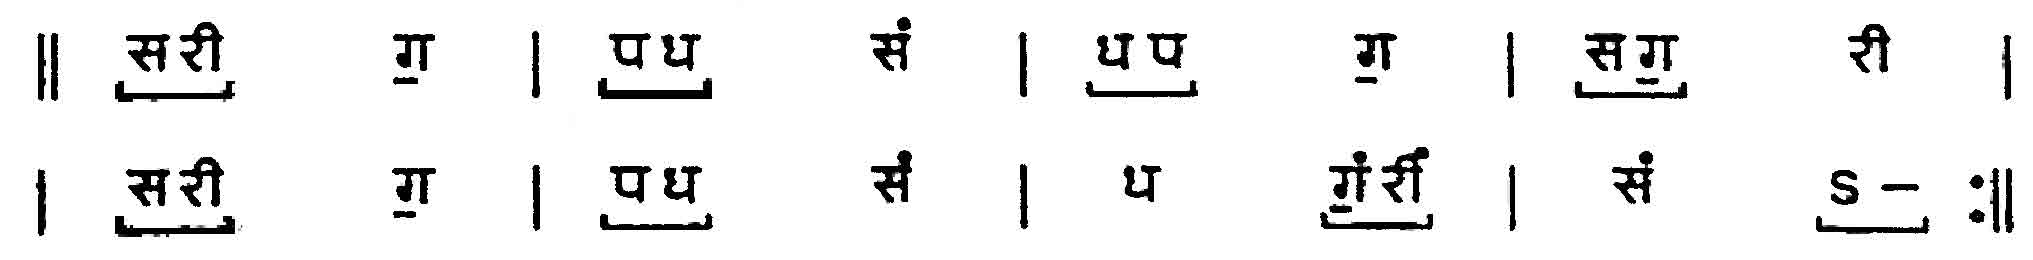 ‖ सरी ग॒ | पध सं | धप ग॒ | सग॒ री |
| सरी ग॒ | पध सं | ध ग॒ंरीं | सं S – :‖